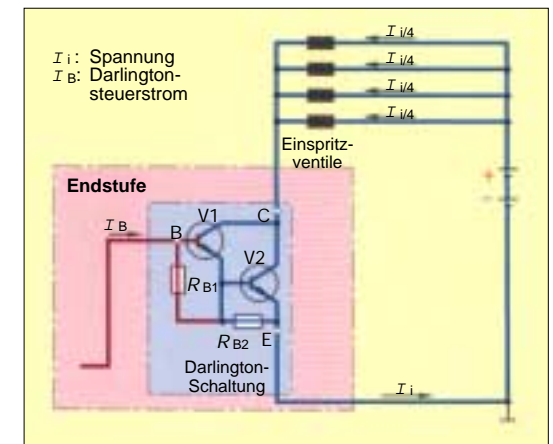 I i: Spannung
I B: Darlington-
steuerstrom
I i/4
I i/4
I i/4
I i/4
Einspritz-
ventile
+
-
Endstufe
I B
B
V1
C
V2
R B1
R B2
E
Darlington-
Schaltung
I i